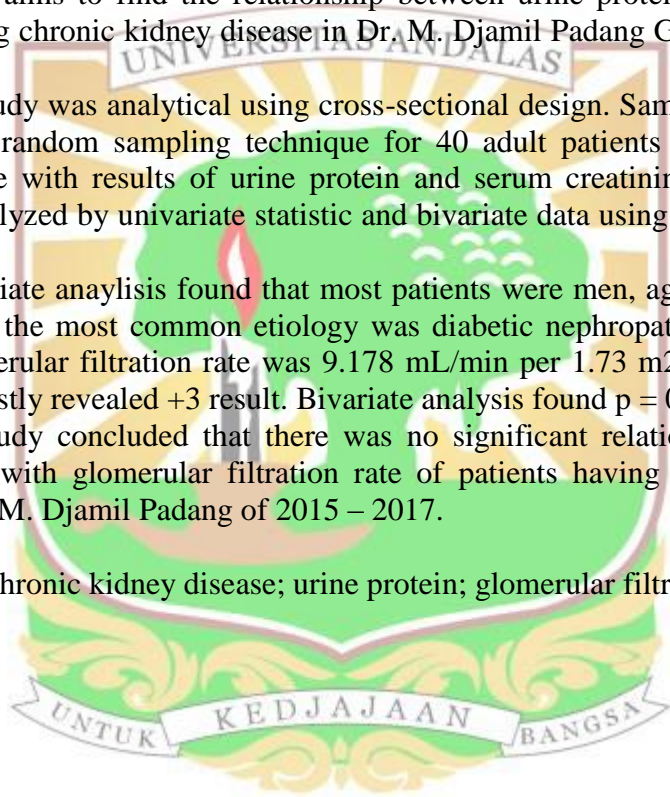 aims to find the relationship between urine protein
g chronic kidney disease in Dr. M. Djamil Padang G
UNIVERSITAS ANDALAS
udy was analytical using cross-sectional design. Sam
random sampling technique for 40 adult patients
e with results of urine protein and serum creatinin
lyzed by univariate statistic and bivariate data using
iate anaylisis found that most patients were men, ag
the most common etiology was diabetic nephropat
erular filtration rate was 9.178 mL/min per 1.73 m2
stly revealed +3 result. Bivariate analysis found p = 0
udy concluded that there was no significant relatio
with glomerular filtration rate of patients having
M. Djamil Padang of 2015 – 2017.
hronic kidney disease; urine protein; glomerular filtr
UNTUK KEDJAJAAN BANGSA